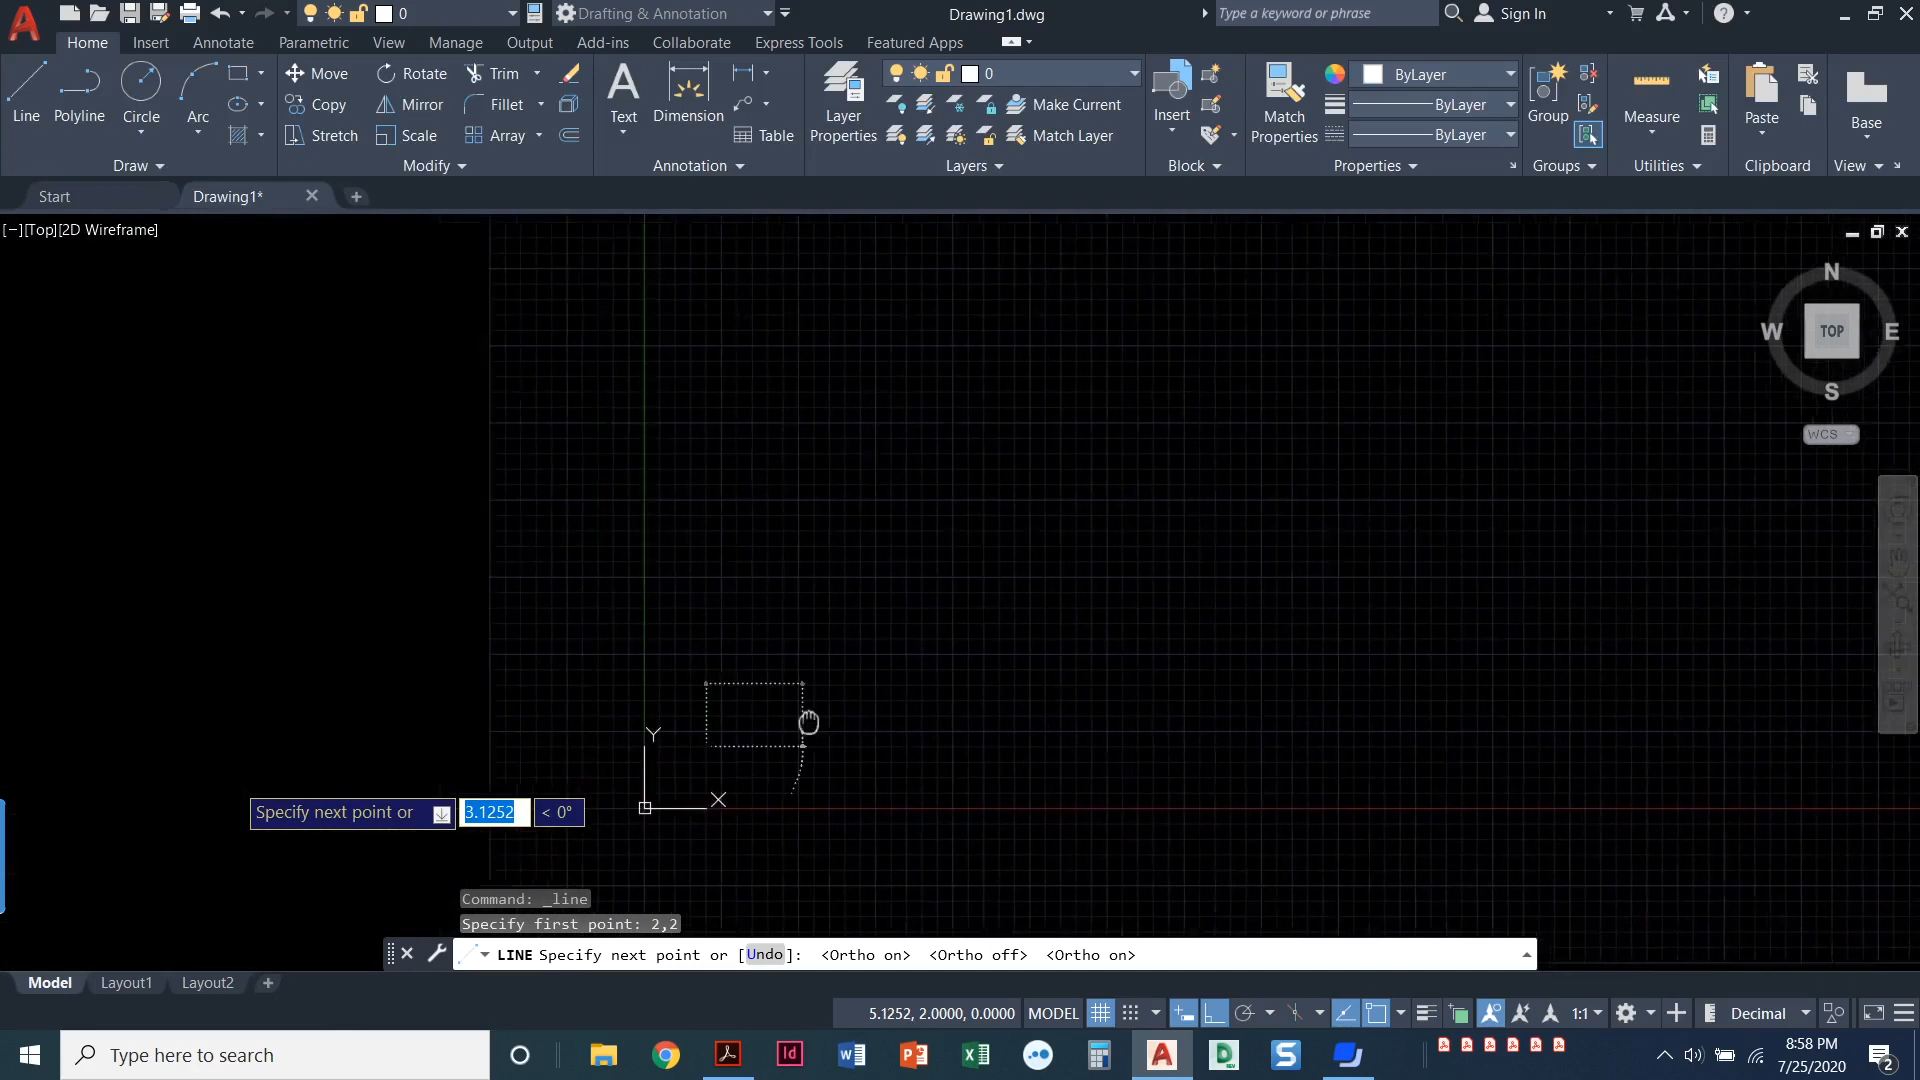 0
Drafting & Annotation
Drawing1.dwg
Type a keyword or phrase
Sign In
Home Insert Annotate Parametric View Manage Output Add-ins Collaborate Express Tools Featured Apps
Line
Polyline
Circle
Arc
Draw
Move
Rotate
Trim
Copy
Mirror
Fillet
Stretch
Scale
Array
Modify
Text
Dimension
Table
Annotation
Layer
Properties
0
Make Current
Match Layer
Layers
Insert
Block
Match
Properties
ByLayer
ByLayer
ByLayer
Properties
Group
Groups
Measure
Utilities
Paste
Clipboard
Base
View
Start
Drawing1*
[−][Top][2D Wireframe]
N
W
TOP
E
S
WCS
Y
X
Specify next point or
3.1252
< 0°
Command: _line
Specify first point: 2,2
LINE Specify next point or [Undo]: <Ortho on> <Ortho off> <Ortho on>
Model
Layout1
Layout2
5.1252, 2.0000, 0.0000
MODEL
1:1
Decimal
Type here to search
8:58 PM
7/25/2020
2